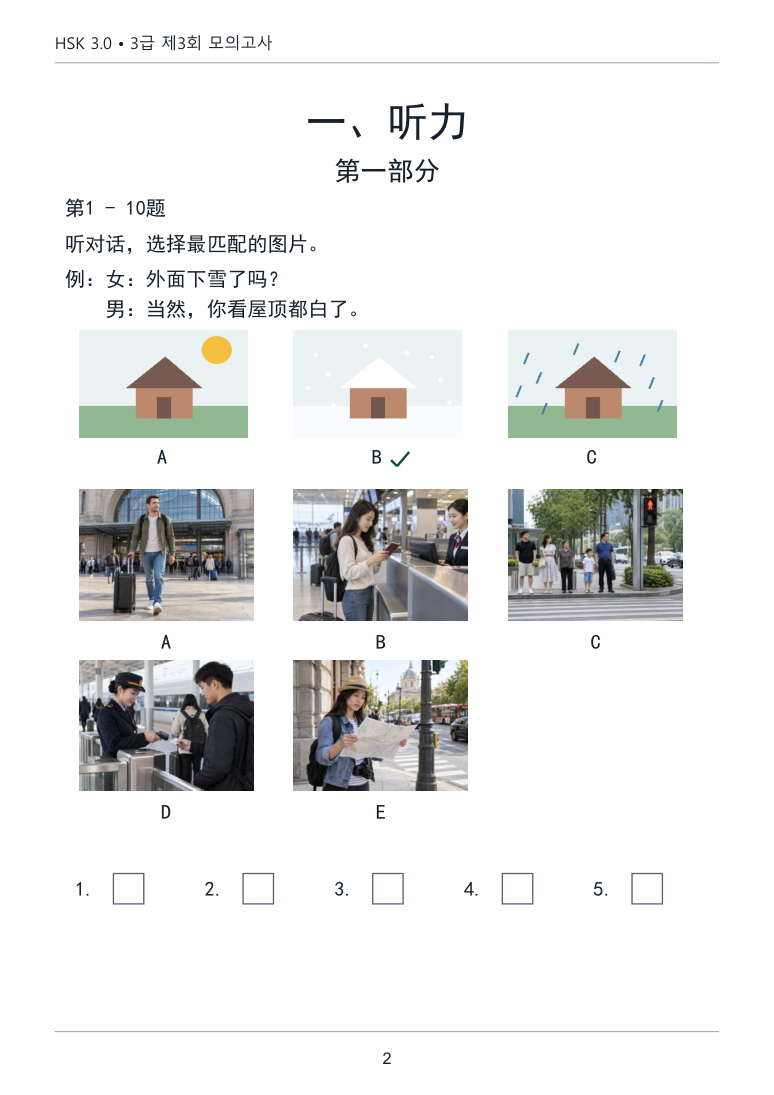 HSK 3.0 • 3급 제3회 모의고사
一、听力
第一部分
第1 - 10题
听对话，选择最匹配的图片。
例：女：外面下雪了吗？
男：当然，你看屋顶都白了。
A B C
A B C
D E
1. 2. 3. 4. 5.
2